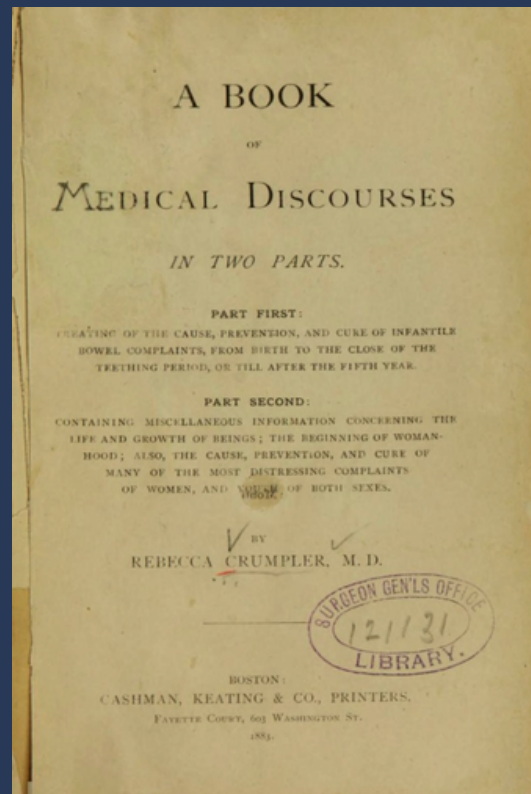 A BOOK
OF
MEDICAL DISCOURSES
IN TWO PARTS.
PART FIRST:
TREATING OF THE CAUSE, PREVENTION, AND CURE OF INFANTILE
BOWEL COMPLAINTS, FROM BIRTH TO THE CLOSE OF THE
TEETHING PERIOD, OR TILL AFTER THE FIFTH YEAR.
PART SECOND:
CONTAINING MISCELLANEOUS INFORMATION CONCERNING THE
LIFE AND GROWTH OF BEINGS; THE BEGINNING OF WOMAN-
HOOD; ALSO, THE CAUSE, PREVENTION, AND CURE OF
MANY OF THE MOST DISTRESSING COMPLAINTS
OF WOMEN, AND YOUTH OF BOTH SEXES.
BY
REBECCA CRUMPLER, M. D.
SURGEON GEN'LS OFFICE
121131
LIBRARY.
BOSTON:
CASHMAN, KEATING & CO., PRINTERS.
FAYETTE COURT, 603 WASHINGTON ST.
1883.